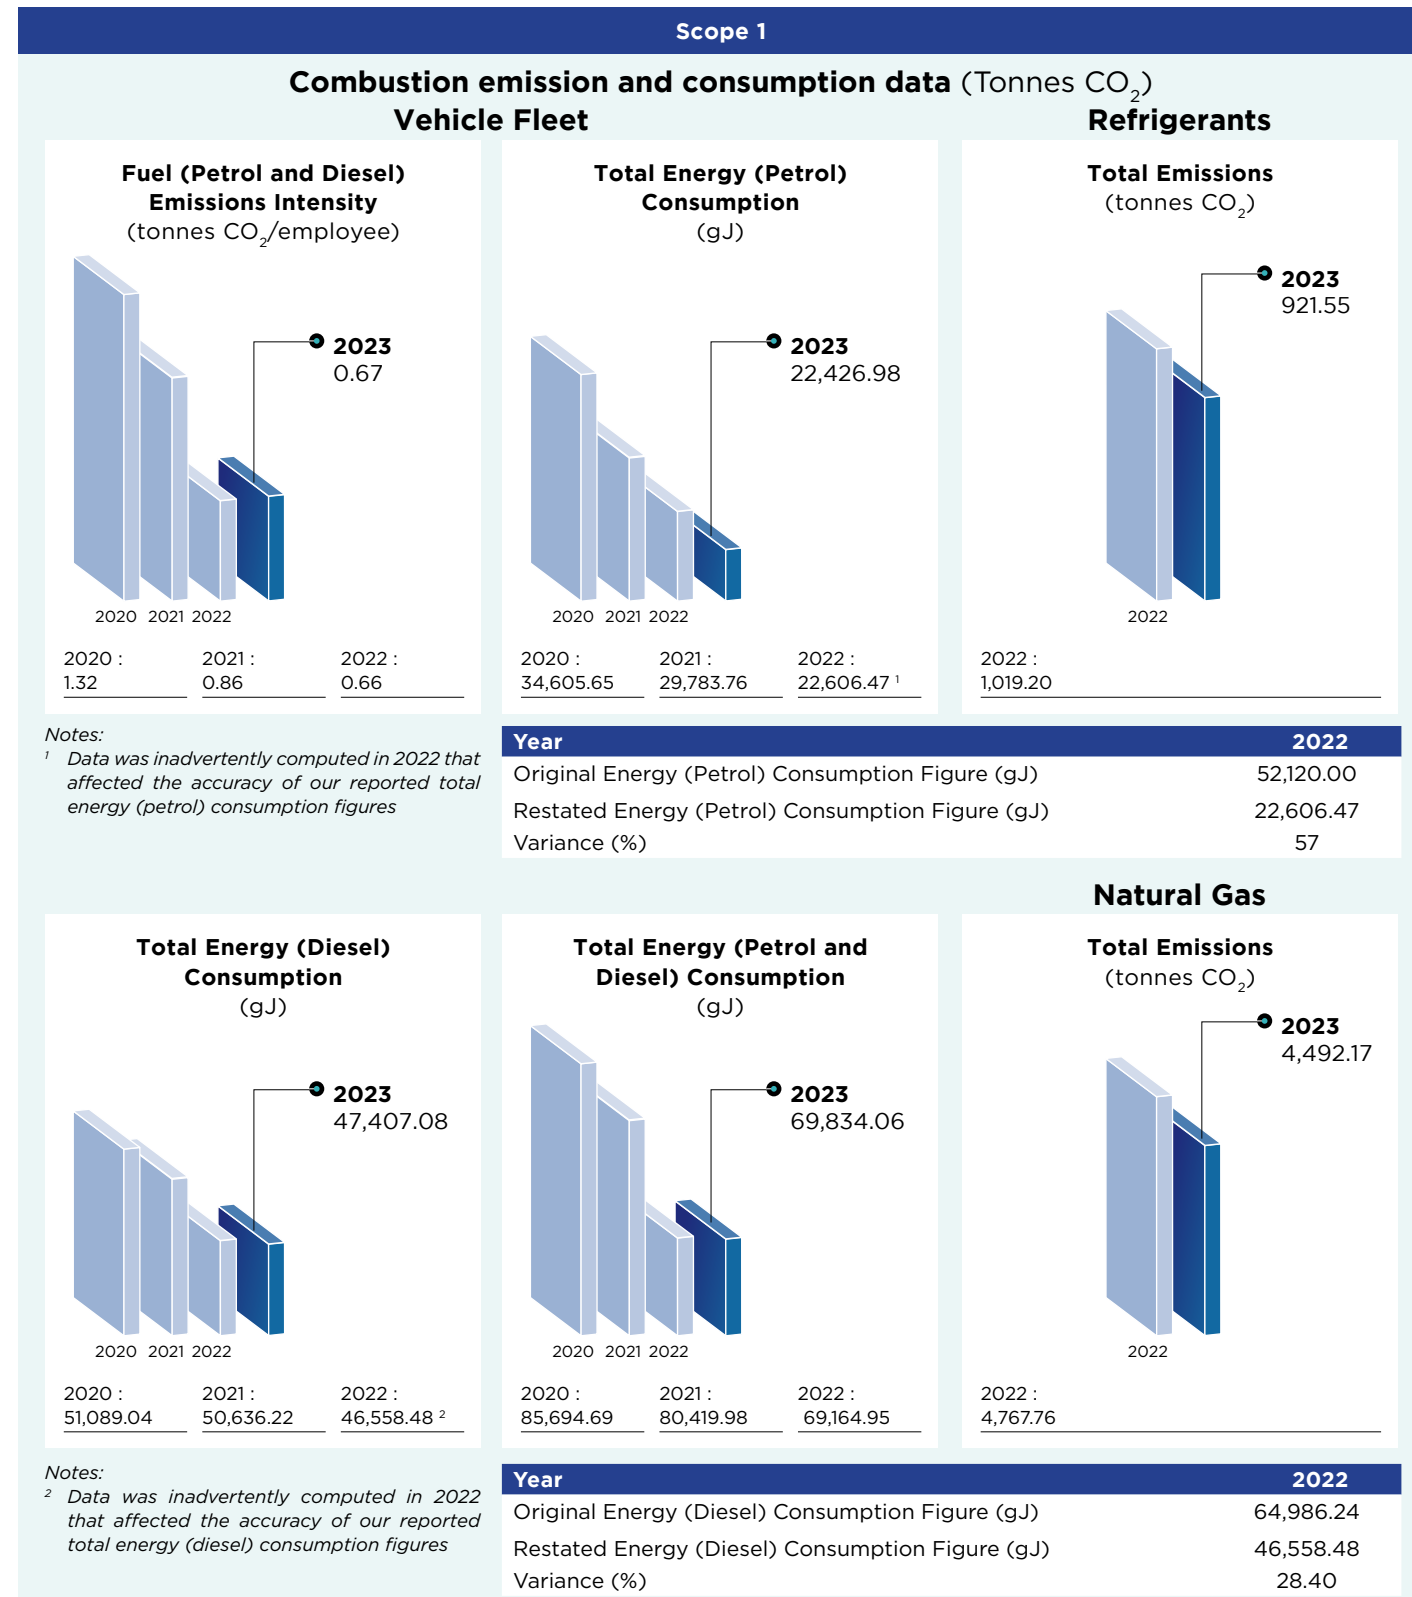 Scope 1
Combustion emission and consumption data (Tonnes CO2)
Vehicle Fleet
Refrigerants
Fuel (Petrol and Diesel)
Emissions Intensity
(tonnes CO2/employee)
2023
0.67
2020 2021 2022
2020 : 2021 : 2022 :
1.32 0.86 0.66
Total Energy (Petrol)
Consumption
(gJ)
2023
22,426.98
2020 2021 2022
2020 : 2021 : 2022 :
34,605.65 29,783.76 22,606.47 1
Total Emissions
(tonnes CO2)
2023
921.55
2022
2022 :
1,019.20
Notes:
1 Data was inadvertently computed in 2022 that
affected the accuracy of our reported total
energy (petrol) consumption figures
Year 2022
Original Energy (Petrol) Consumption Figure (gJ) 52,120.00
Restated Energy (Petrol) Consumption Figure (gJ) 22,606.47
Variance (%) 57
Natural Gas
Total Energy (Diesel)
Consumption
(gJ)
2023
47,407.08
2020 2021 2022
2020 : 2021 : 2022 :
51,089.04 50,636.22 46,558.48 2
Total Energy (Petrol and
Diesel) Consumption
(gJ)
2023
69,834.06
2020 2021 2022
2020 : 2021 : 2022 :
85,694.69 80,419.98 69,164.95
Total Emissions
(tonnes CO2)
2023
4,492.17
2022
2022 :
4,767.76
Notes:
2 Data was inadvertently computed in 2022
that affected the accuracy of our reported
total energy (diesel) consumption figures
Year 2022
Original Energy (Diesel) Consumption Figure (gJ) 64,986.24
Restated Energy (Diesel) Consumption Figure (gJ) 46,558.48
Variance (%) 28.40